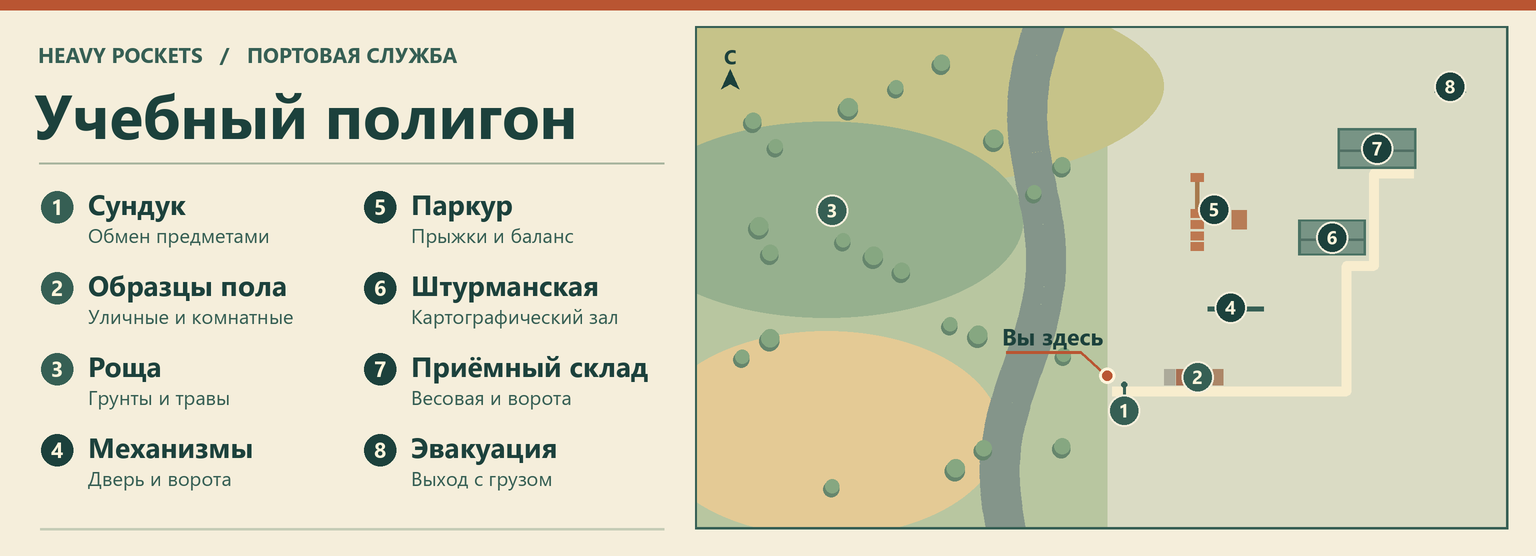 HEAVY POCKETS / ПОРТОВАЯ СЛУЖБА
Учебный полигон
1 Сундук
Обмен предметами
2 Образцы пола
Уличные и комнатные
3 Роща
Грунты и травы
4 Механизмы
Дверь и ворота
5 Паркур
Прыжки и баланс
6 Штурманская
Картографический зал
7 Приёмный склад
Весовая и ворота
8 Эвакуация
Выход с грузом
С
8
7
3
5
6
4
Вы здесь
2
1